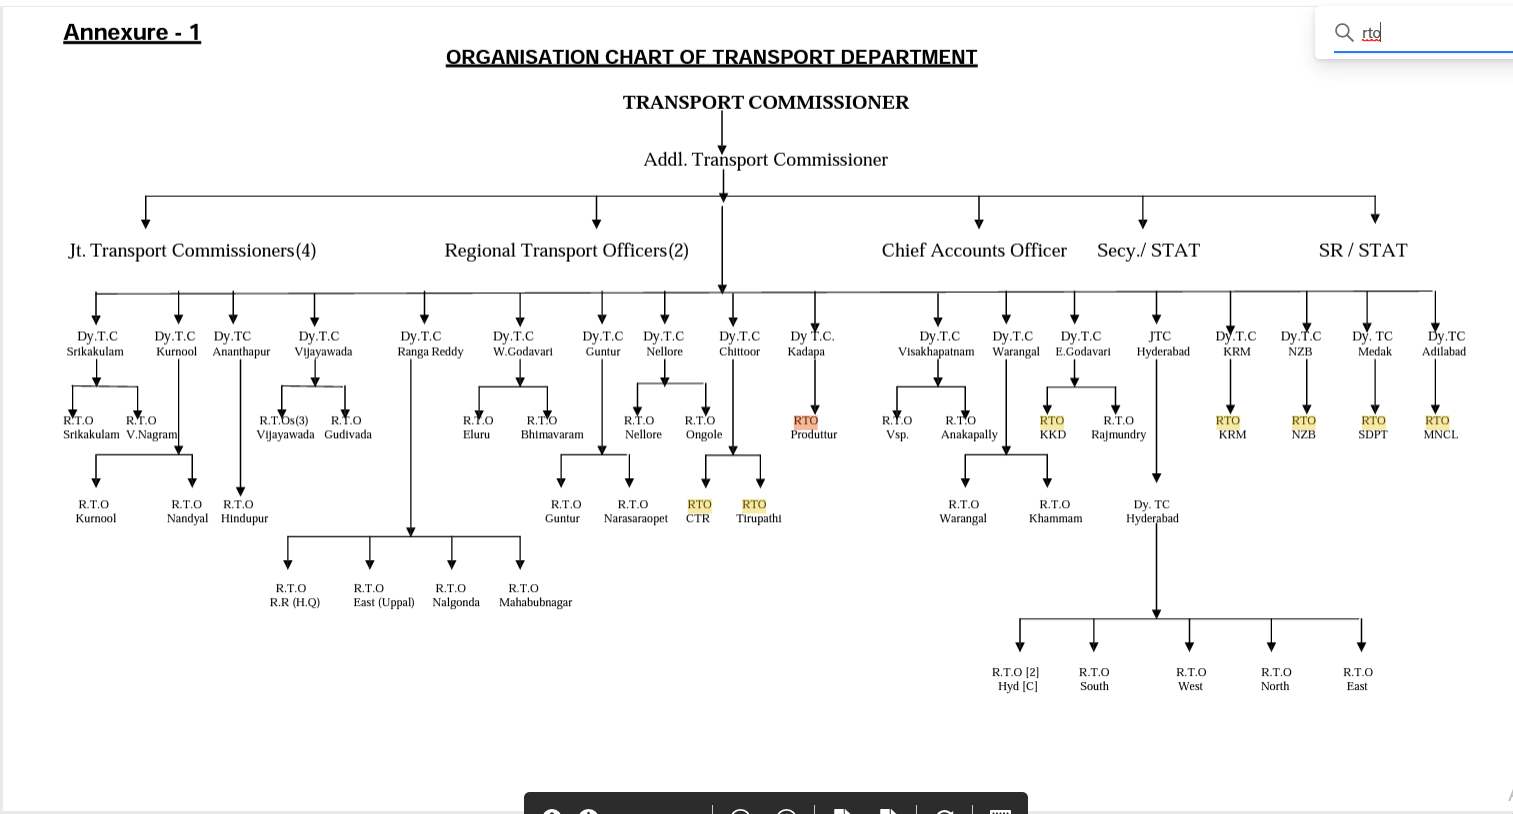 Annexure - 1
rto
ORGANISATION CHART OF TRANSPORT DEPARTMENT
TRANSPORT COMMISSIONER
Addl. Transport Commissioner
Jt. Transport Commissioners(4) Regional Transport Officers(2) Chief Accounts Officer Secy./ STAT SR / STAT
Dy.T.C Dy.T.C Dy.TC Dy.T.C Dy.T.C Dy.T.C Dy.T.C Dy.T.C Dy.T.C Dy T.C. Dy.T.C Dy.T.C Dy.T.C JTC Dy.T.C Dy.T.C Dy. TC Dy.TC
Srikakulam Kurnool Ananthapur Vijayawada Ranga Reddy W.Godavari Guntur Nellore Chittoor Kadapa Visakhapatnam Warangal E.Godavari Hyderabad KRM NZB Medak Adilabad
R.T.O R.T.O R.T.Os(3) R.T.O R.T.O R.T.O R.T.O R.T.O RTO R.T.O R.T.O RTO R.T.O RTO RTO RTO RTO
Srikakulam V.Nagram Vijayawada Gudivada Eluru Bhimavaram Nellore Ongole Produttur Vsp. Anakapally KKD Rajmundry KRM NZB SDPT MNCL
R.T.O R.T.O R.T.O R.T.O R.T.O RTO RTO R.T.O R.T.O Dy. TC
Kurnool Nandyal Hindupur Guntur Narasaraopet CTR Tirupathi Warangal Khammam Hyderabad
R.T.O R.T.O R.T.O R.T.O
R.R (H.Q) East (Uppal) Nalgonda Mahabubnagar
R.T.O [2] R.T.O R.T.O R.T.O R.T.O
Hyd [C] South West North East